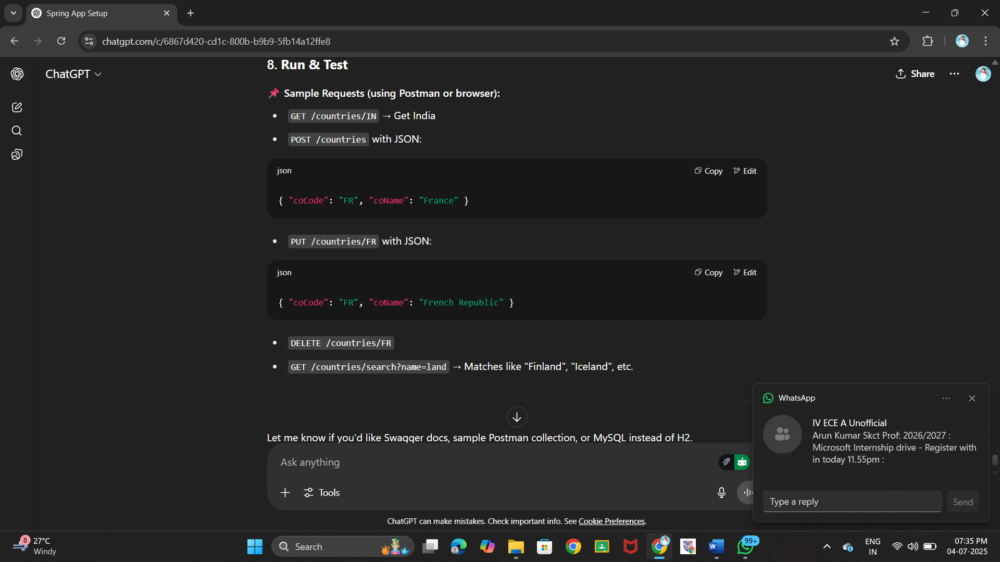 Spring App Setup
chatgpt.com/c/6867d420-cd1c-800b-b9b9-5fb14a12ffe8
ChatGPT
Share
8. Run & Test
📌 Sample Requests (using Postman or browser):
• GET /countries/IN → Get India
• POST /countries with JSON:
json
Copy
Edit
{ "coCode": "FR", "coName": "France" }
• PUT /countries/FR with JSON:
json
Copy
Edit
{ "coCode": "FR", "coName": "French Republic" }
• DELETE /countries/FR
• GET /countries/search?name=land → Matches like "Finland", "Iceland", etc.
Let me know if you'd like Swagger docs, sample Postman collection, or MySQL instead of H2.
Ask anything
Tools
ChatGPT can make mistakes. Check important info. See Cookie Preferences.
WhatsApp
IV ECE A Unofficial
Arun Kumar Skct Prof: 2026/2027 :
Microsoft Internship drive - Register with
in today 11.55pm :
Type a reply
Send
8
27°C
Windy
Search
99+
ENG
IN
07:35 PM
04-07-2025